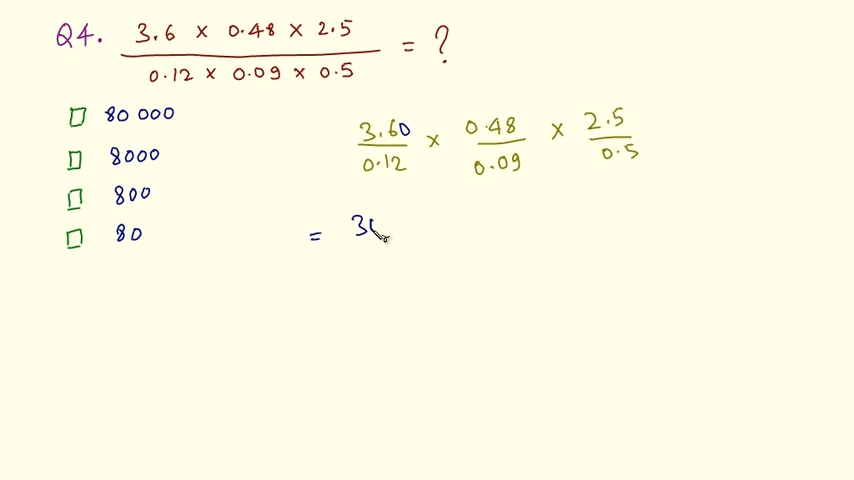 Q4. 3.6 x 0.48 x 2.5 = ?
0.12 x 0.09 x 0.5
80 000
8000
800
80
3.60 x 0.48 x 2.5
0.12 0.09 0.5
= 3